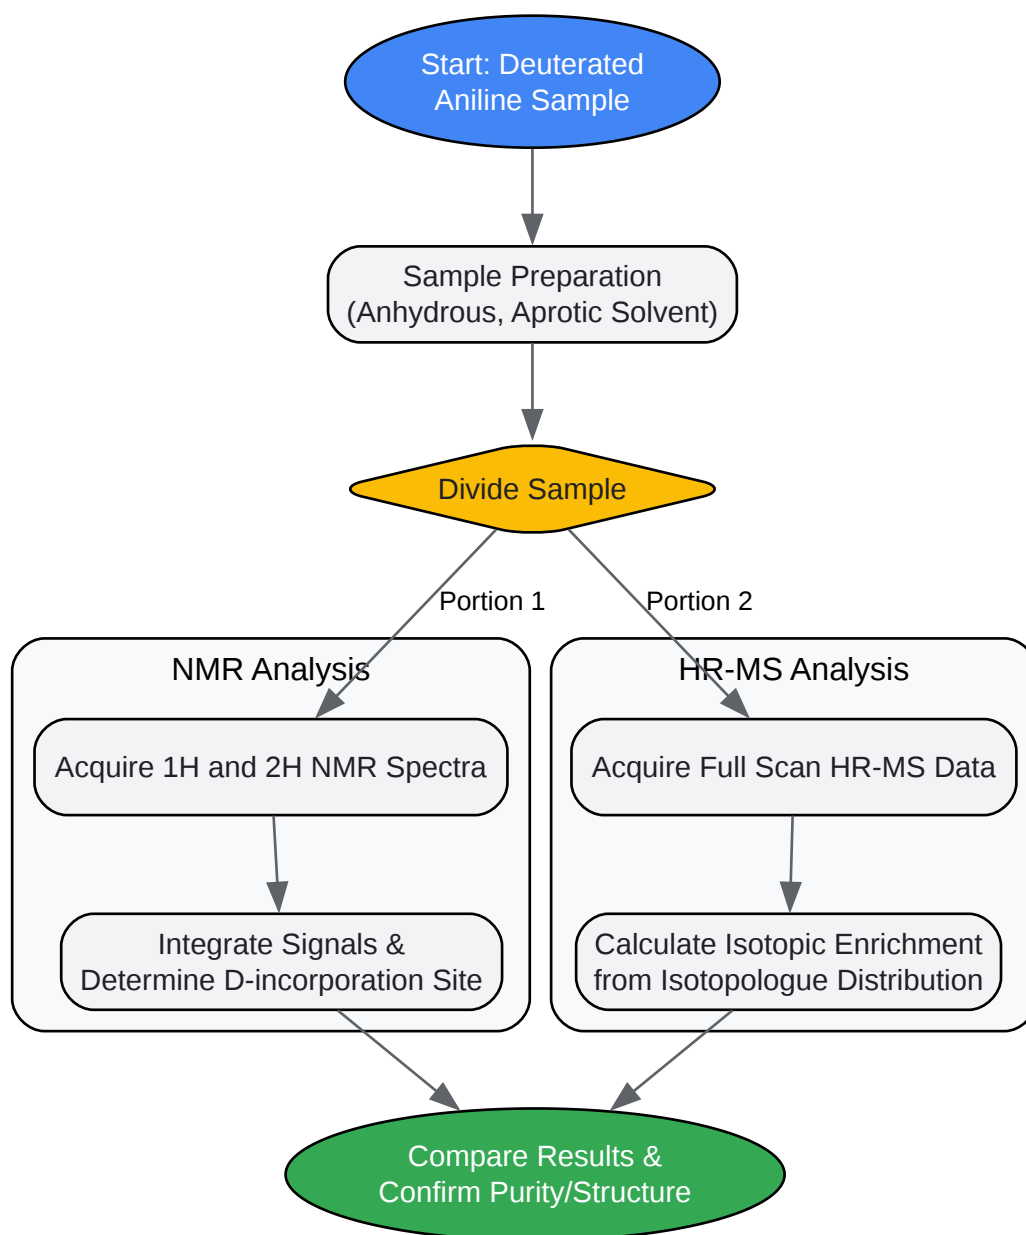 Start: Deuterated
Aniline Sample
Sample Preparation
(Anhydrous, Aprotic Solvent)
Divide Sample
Portion 1
Portion 2
NMR Analysis
HR-MS Analysis
Acquire 1H and 2H NMR Spectra
Acquire Full Scan HR-MS Data
Integrate Signals &
Determine D-incorporation Site
Calculate Isotopic Enrichment
from Isotopologue Distribution
Compare Results &
Confirm Purity/Structure